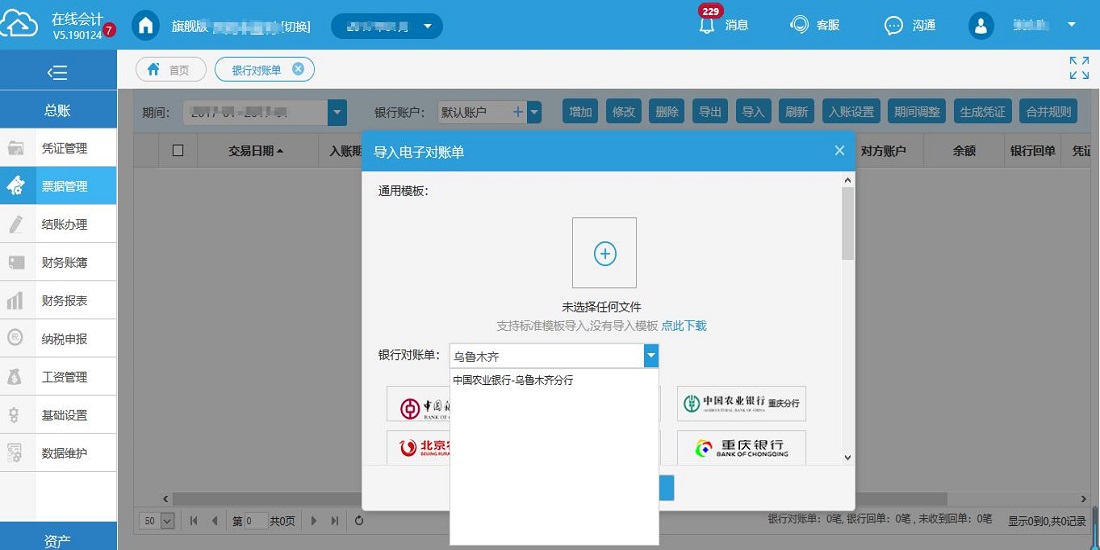 在线会计
V5.190124 7
旗舰版 [切换]
229
消息
客服
沟通
首页
银行对账单
总账
凭证管理
票据管理
结账办理
财务账簿
财务报表
纳税申报
工资管理
基础设置
数据维护
资产
期间：
银行账户： 默认账户
增加 修改 删除 导出 导入 刷新 入账设置 期间调整 生成凭证 合并规则
交易日期 入账期 对方账户 余额 银行回单 凭证
导入电子对账单
通用模板：
未选择任何文件
支持标准模板导入,没有导入模板 点此下载
银行对账单： 乌鲁木齐
中国农业银行-乌鲁木齐分行
中国
BANK OF
中国农业银行 重庆分行
AGRICULTURAL BANK OF CHINA
北京
BEIJING RURA
重庆银行
BANK OF CHONGQING
50 第 0 共0页
银行对账单：0笔, 银行回单：0笔 , 未收到回单：0笔 显示0到0,共0记录